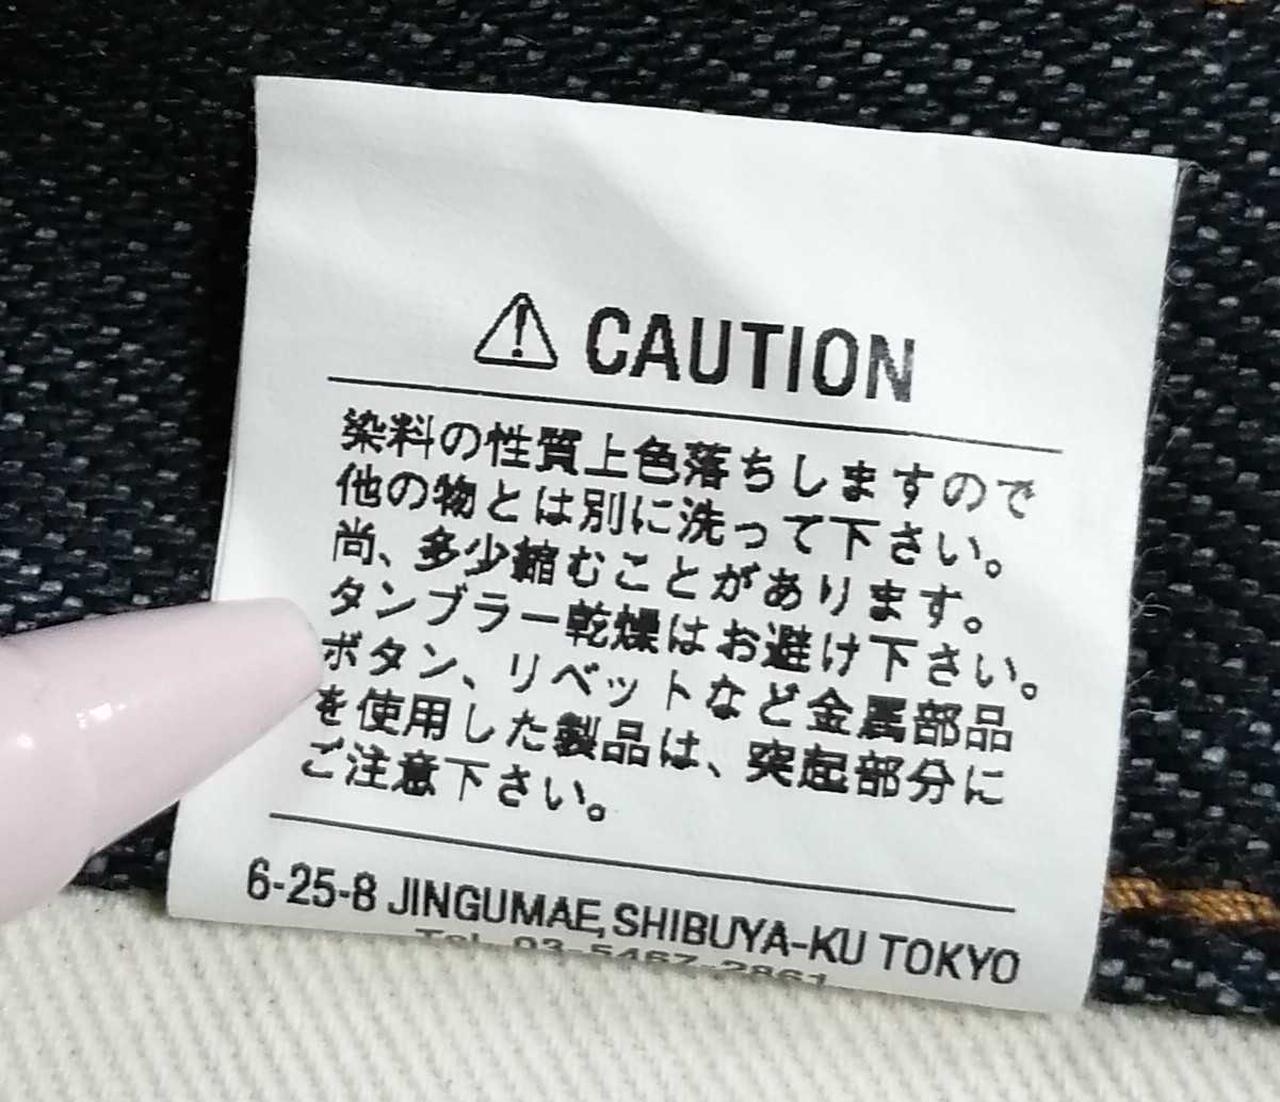 CAUTION
染料の性質上色落ちしますので
他の物とは別に洗って下さい。
尚、多少縮むことがあります。
タンブラー乾燥はお避け下さい。
ボタン、リベットなど金属部品
を使用した製品は、突起部分に
ご注意下さい。
6-25-8 JINGUMAE,SHIBUYA-KU TOKYO
Tel 03-5467-2861